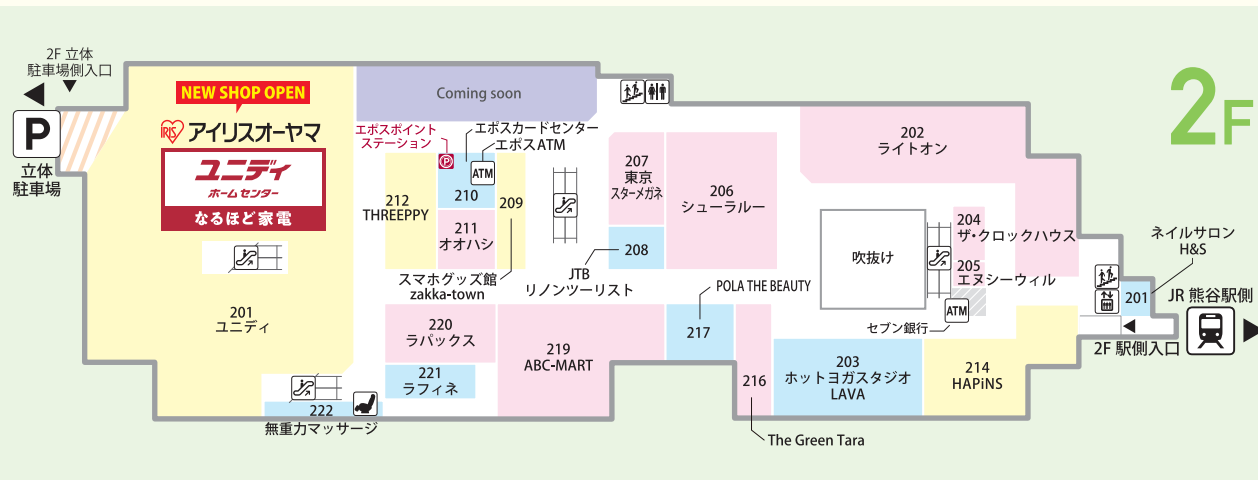 2F 立体
駐車場側入口
P
立体
駐車場
NEW SHOP OPEN
IRIS アイリスオーヤマ
ユニディ
ホームセンター
なるほど家電
201
ユニディ
222
無重力マッサージ
Coming soon
エポスポイント
ステーション
P
エポスカードセンター
エポスATM
ATM
212
THREEPPY
210
211
オオハシ
209
スマホグッズ館
zakka-town
207
東京
スターメガネ
208
JTB
リノンツーリスト
206
シューラルー
202
ライトオン
吹抜け
204
ザ・クロックハウス
205
エヌシーウィル
ATM
セブン銀行
220
ラパックス
221
ラフィネ
219
ABC-MART
217
POLA THE BEAUTY
216
The Green Tara
203
ホットヨガスタジオ
LAVA
214
HAPiNS
2F
ネイルサロン
H&S
201
JR 熊谷駅側
2F 駅側入口